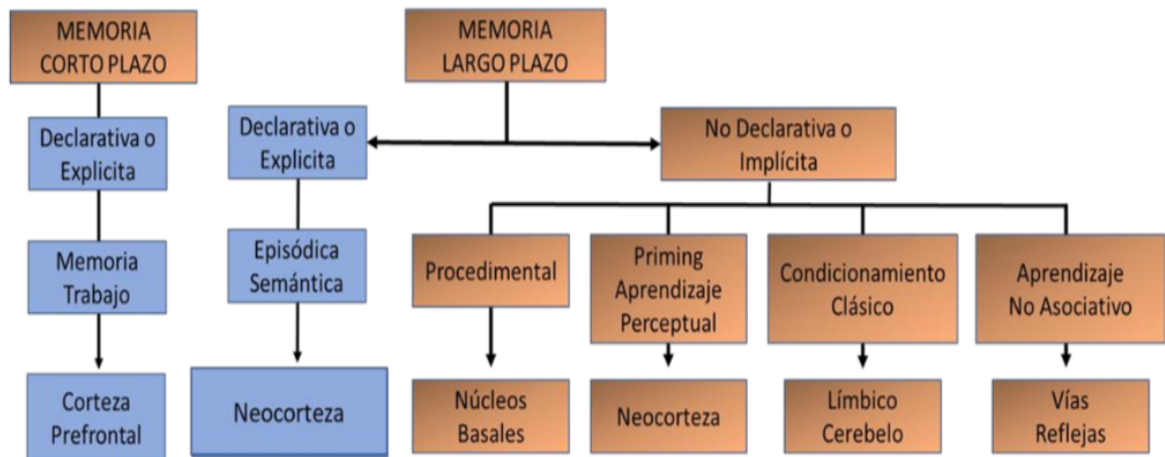 MEMORIA
CORTO PLAZO
MEMORIA
LARGO PLAZO
Declarativa o
Explicita
Declarativa o
Explicita
No Declarativa o
Implícita
Memoria
Trabajo
Episódica
Semántica
Procedimental
Priming
Aprendizaje
Perceptual
Condicionamiento
Clásico
Aprendizaje
No Asociativo
Corteza
Prefrontal
Neocorteza
Núcleos
Basales
Neocorteza
Límbico
Cerebelo
Vías
Reflejas